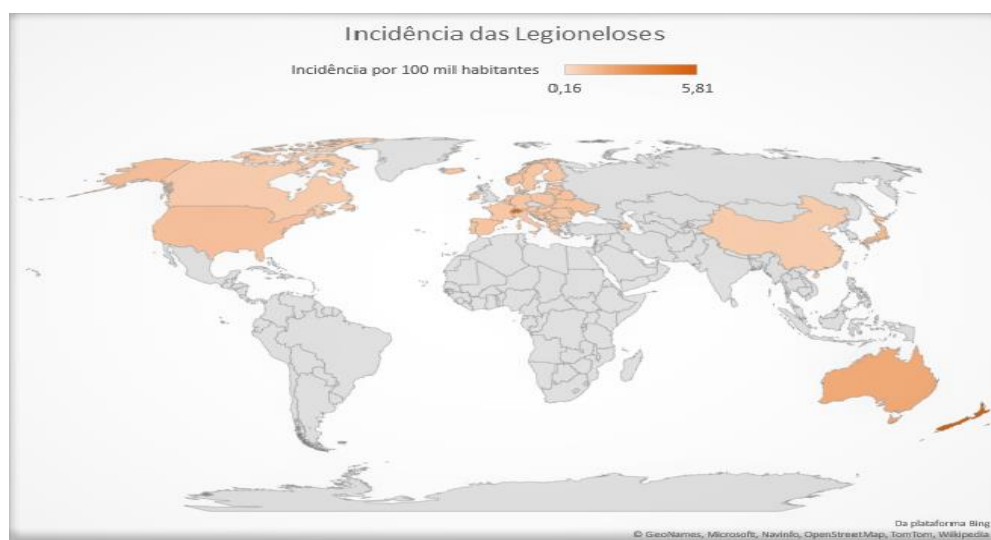 Incidência das Legioneloses
Incidência por 100 mil habitantes
0,16 5,81
Da plataforma Bing
© GeoNames, Microsoft, Navinfo, OpenStreetMap, TomTom, Wikipedia